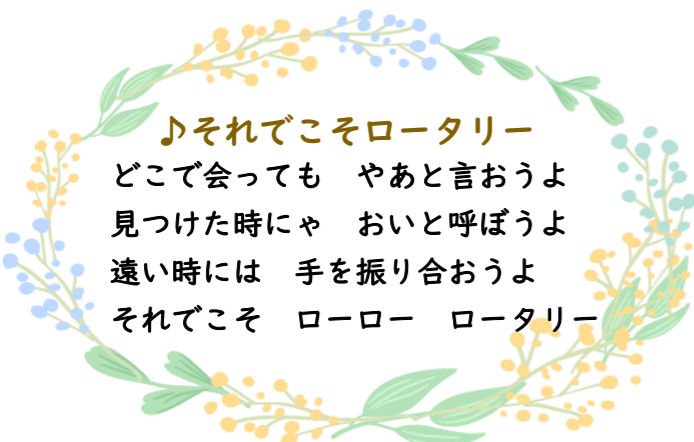 ♪それでこそロータリー
どこで会っても　やあと言おうよ
見つけた時にゃ　おいと呼ぼうよ
遠い時には　手を振り合おうよ
それでこそ　ローロー　ロータリー